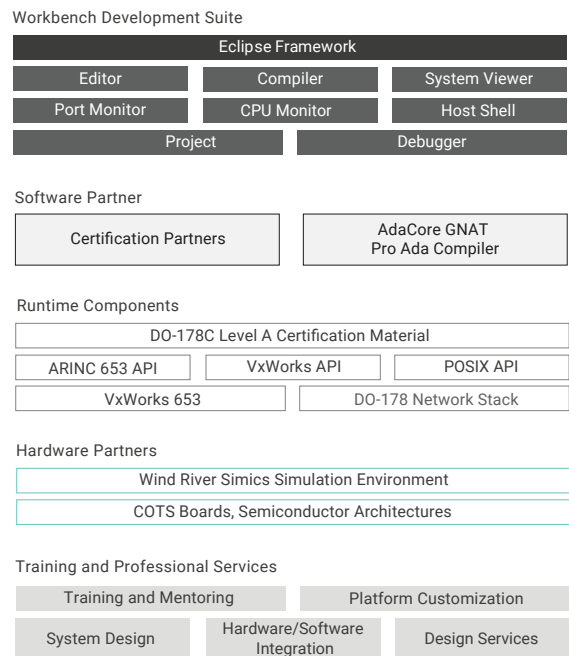 Workbench Development Suite
Eclipse Framework
Editor
Compiler
System Viewer
Port Monitor
CPU Monitor
Host Shell
Project
Debugger
Software Partner
Certification Partners
AdaCore GNAT
Pro Ada Compiler
Runtime Components
DO-178C Level A Certification Material
ARINC 653 API
VxWorks API
POSIX API
VxWorks 653
DO-178 Network Stack
Hardware Partners
Wind River Simics Simulation Environment
COTS Boards, Semiconductor Architectures
Training and Professional Services
Training and Mentoring
Platform Customization
System Design
Hardware/Software
Integration
Design Services